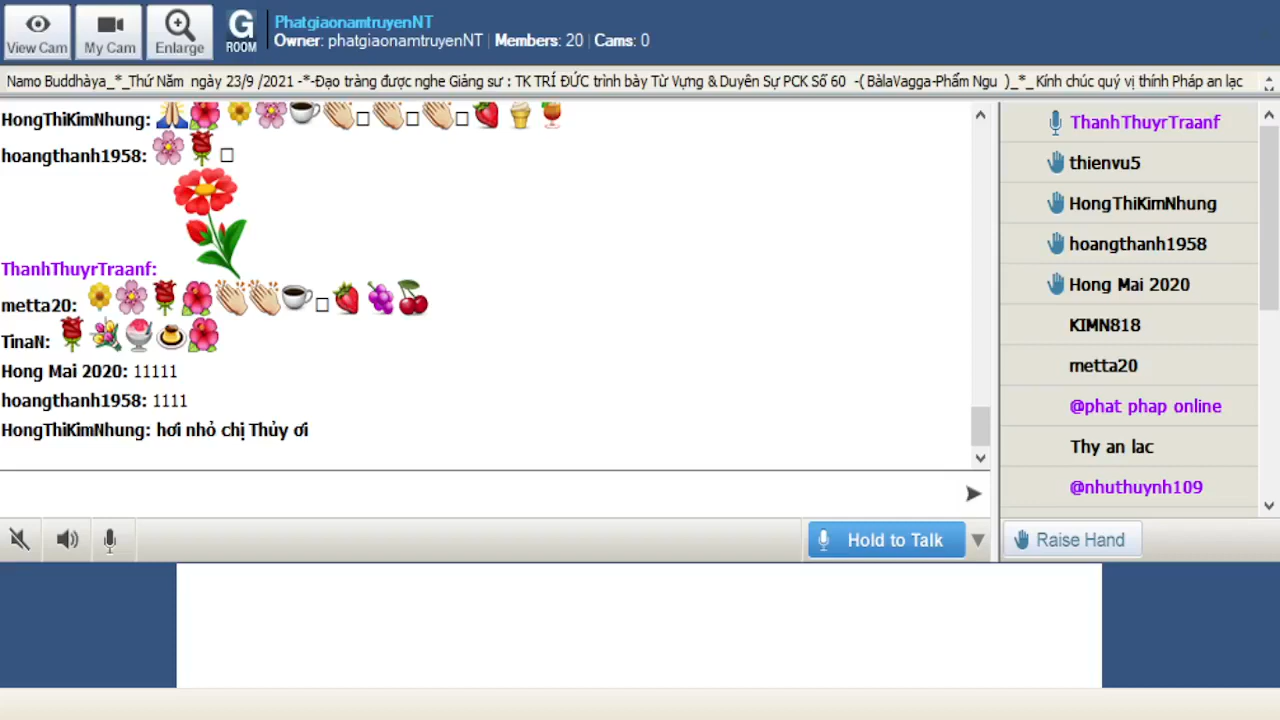 View Cam
My Cam
Enlarge
G
ROOM
PhatgiaonamtruyenNT
Owner: phatgiaonamtruyenNT | Members: 20 | Cams: 0
Namo Buddhàya_*_Thứ Năm ngày 23/9 /2021 -*-Đạo tràng được nghe Giảng sư : TK TRÍ ĐỨC trình bày Từ Vựng & Duyên Sự PCK Số 60 -( BàlaVagga-Phẩm Ngu )_*_ Kính chúc quý vị thính Pháp an lạc
HongThiKimNhung:
hoangthanh1958:
ThanhThuyrTraanf:
metta20:
TinaN:
Hong Mai 2020: 11111
hoangthanh1958: 1111
HongThiKimNhung: hơi nhỏ chị Thủy ơi
ThanhThuyrTraanf
thienvu5
HongThiKimNhung
hoangthanh1958
Hong Mai 2020
KIMN818
metta20
@phat phap online
Thy an lac
@nhuthuynh109
Hold to Talk
Raise Hand